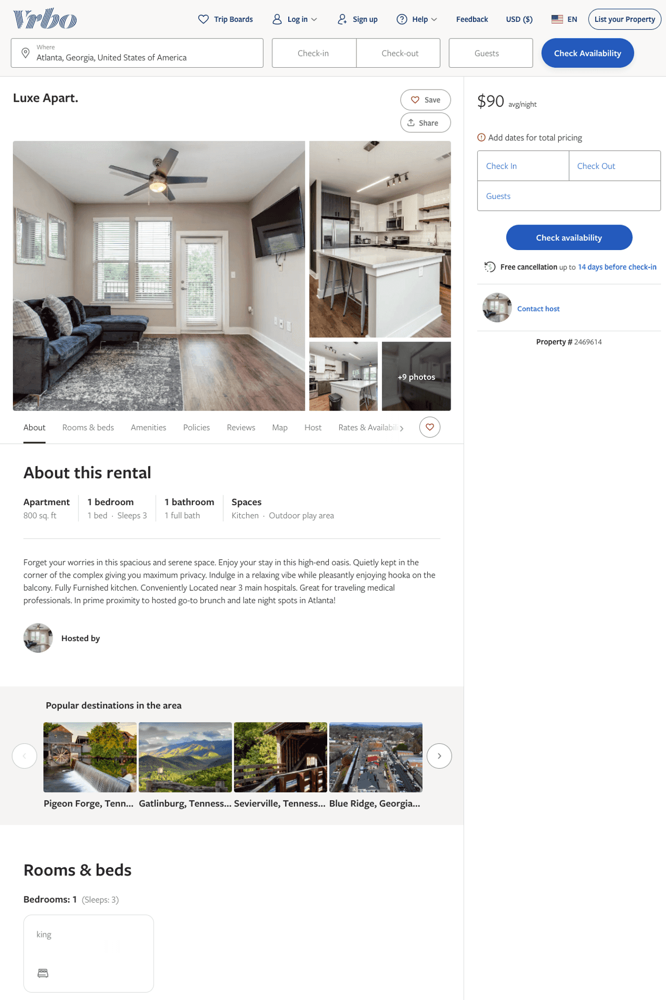 Vrbo
Trip Boards
Log in
Sign up
Help
Feedback
USD ($)
EN
List your Property
Where
Atlanta, Georgia, United States of America
Check-in
Check-out
Guests
Check Availability
Luxe Apart.
Save
Share
+9 photos
$90 avg/night
Add dates for total pricing
Check In
Check Out
Guests
Check availability
Free cancellation up to 14 days before check-in
Contact host
Property # 2469614
About
Rooms & beds
Amenities
Policies
Reviews
Map
Host
Rates & Availabili
About this rental
Apartment
800 sq. ft
1 bedroom
1 bed · Sleeps 3
1 bathroom
1 full bath
Spaces
Kitchen · Outdoor play area
Forget your worries in this spacious and serene space. Enjoy your stay in this high-end oasis. Quietly kept in the
corner of the complex giving you maximum privacy. Indulge in a relaxing vibe while pleasantly enjoying hooka on the
balcony. Fully Furnished kitchen. Conveniently Located near 3 main hospitals. Great for traveling medical
professionals. In prime proximity to hosted go-to brunch and late night spots in Atlanta!
Hosted by
Popular destinations in the area
Pigeon Forge, Tenn...
Gatlinburg, Tenness...
Sevierville, Tenness...
Blue Ridge, Georgia...
Rooms & beds
Bedrooms: 1 (Sleeps: 3)
king